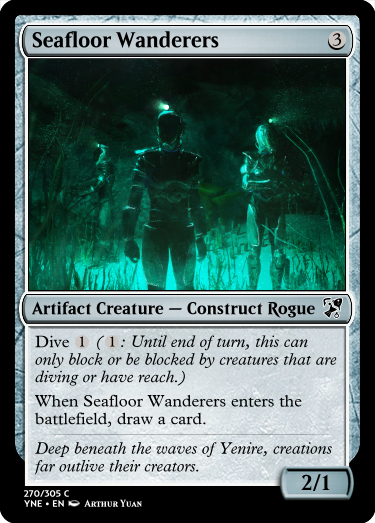 Seafloor Wanderers 3
Artifact Creature — Construct Rogue
Dive 1 (1: Until end of turn, this can
only block or be blocked by creatures that are
diving or have reach.)
When Seafloor Wanderers enters the
battlefield, draw a card.
Deep beneath the waves of Yenire, creations
far outlive their creators.
2/1
270/305 C
YNE • EN Arthur Yuan